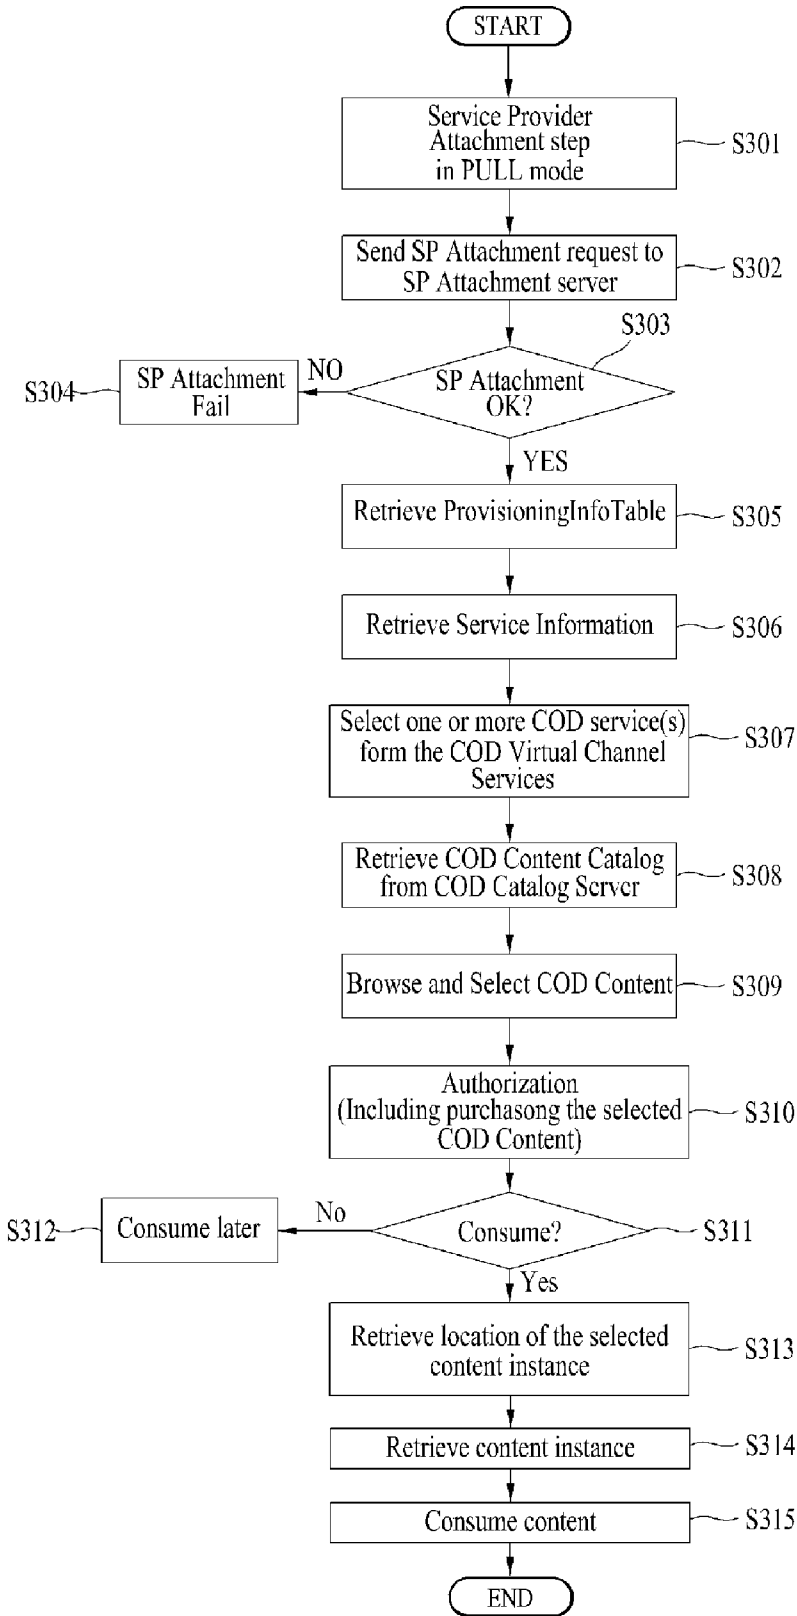 START
Service Provider
Attachment step
in PULL mode
S301
Send SP Attachment request to
SP Attachment server
S302
S303
SP Attachment
OK?
NO
SP Attachment
Fail
S304
YES
Retrieve ProvisioningInfoTable
S305
Retrieve Service Information
S306
Select one or more COD service(s)
form the COD Virtual Channel
Services
S307
Retrieve COD Content Catalog
from COD Catalog Server
S308
Browse and Select COD Content
S309
Authorization
(Including purchasong the selected
COD Content)
S310
Consume?
S311
No
Consume later
S312
Yes
Retrieve location of the selected
content instance
S313
Retrieve content instance
S314
Consume content
S315
END